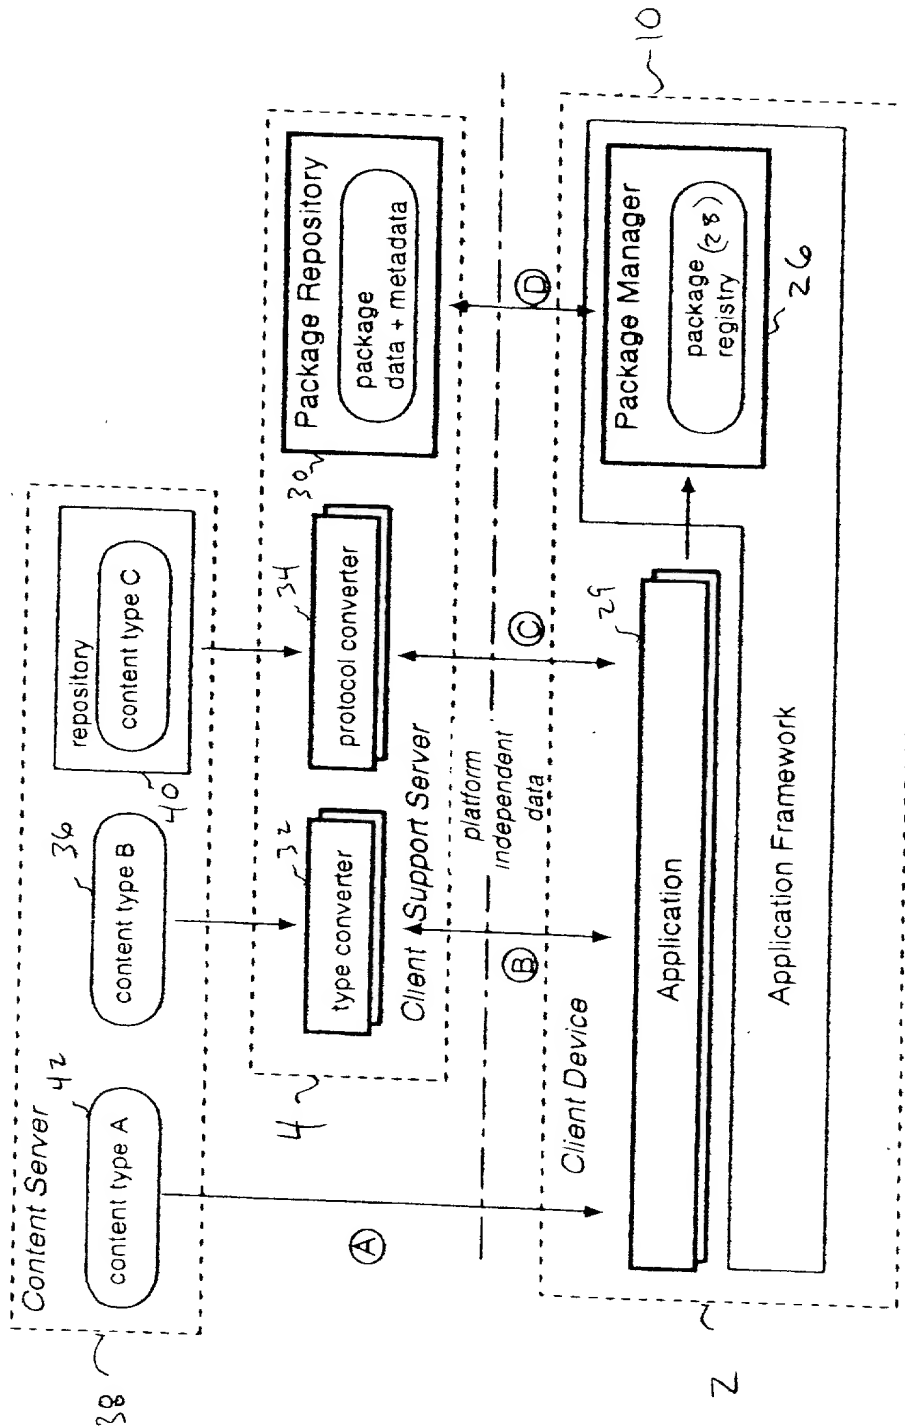 Content Server
38
42
content type A
36
content type B
repository
content type C
40
4
32
type converter
34
protocol converter
30
Package Repository
package
data + metadata
Client Support Server
A
platform
independent
data
B
C
D
Client Device
10
29
Application
Package Manager
package
registry
(28)
26
Application Framework
2